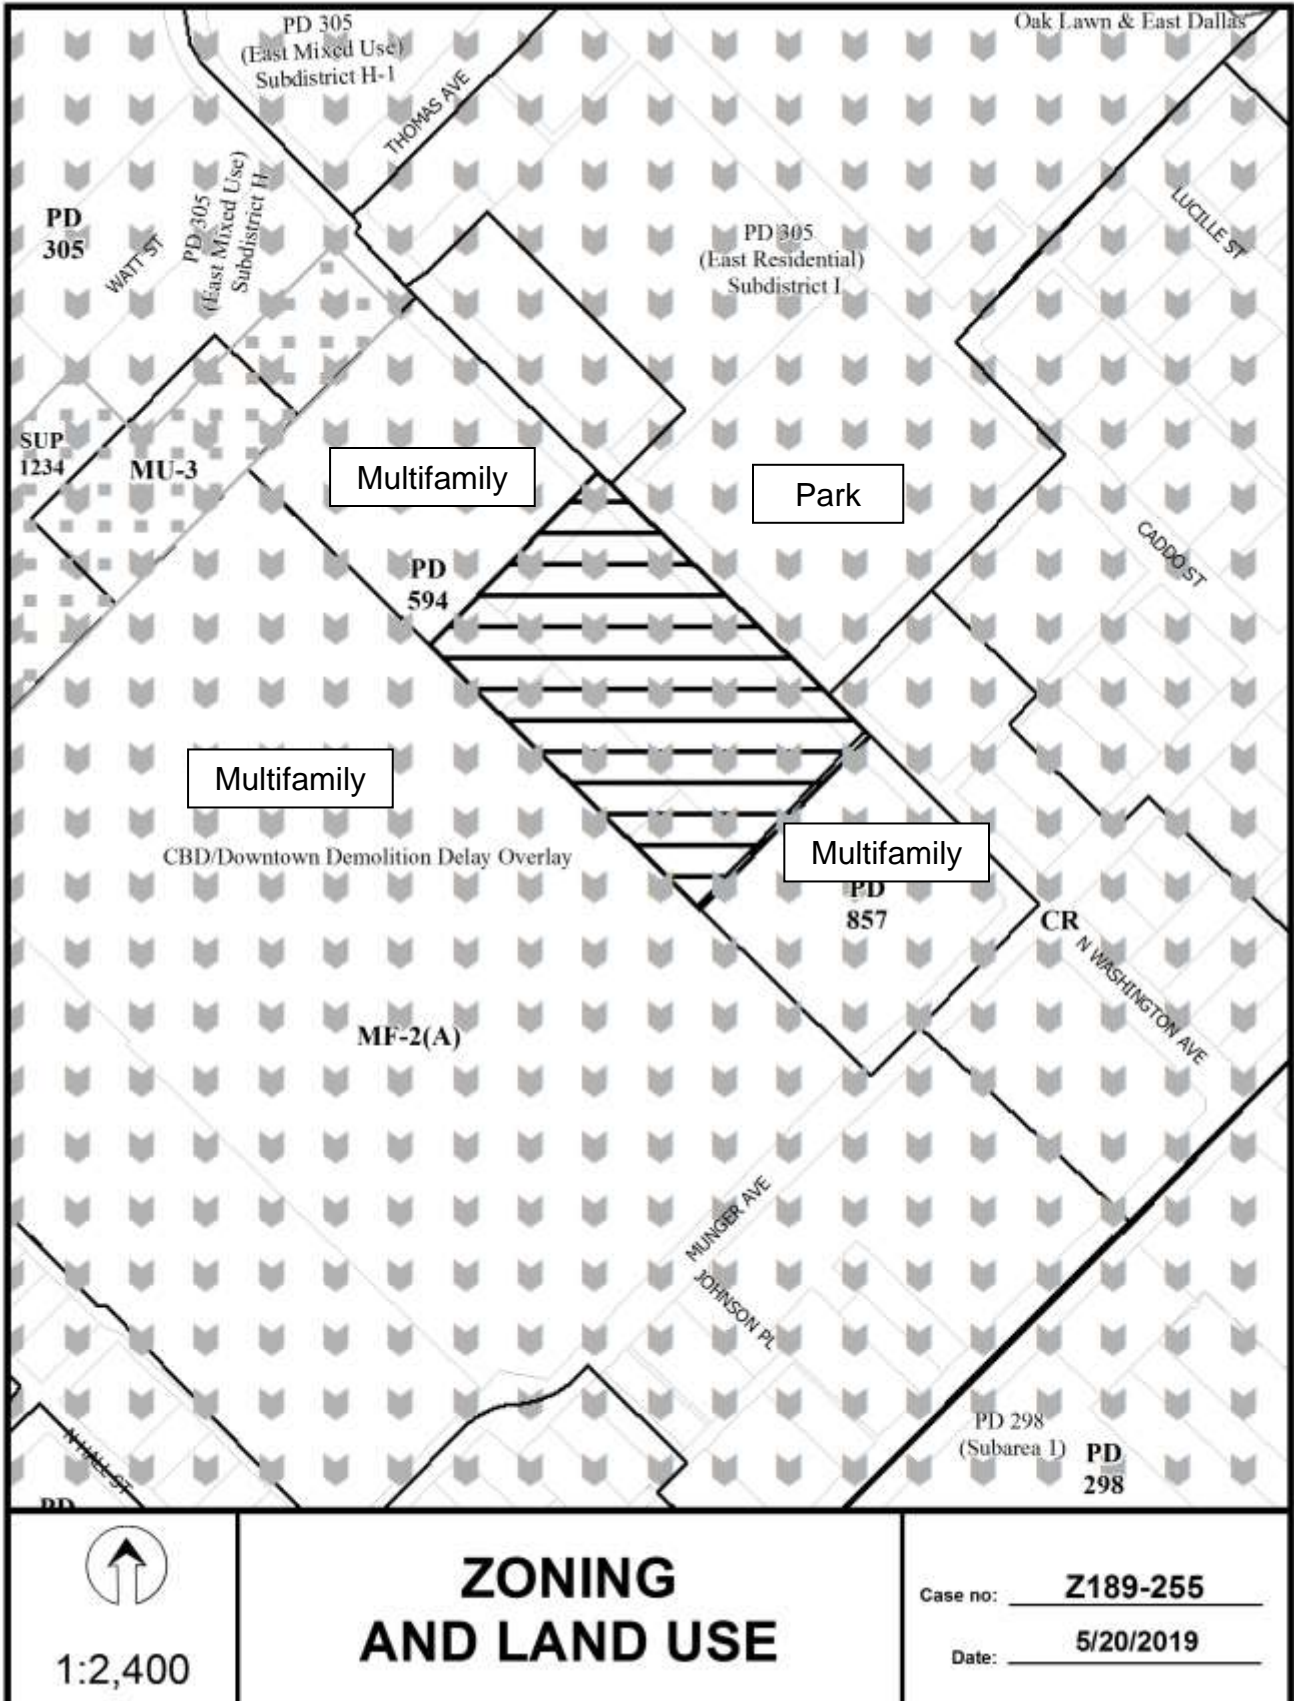 PD 305
(East Mixed Use)
Subdistrict H-1
Oak Lawn & East Dallas
THOMAS AVE
PD
305
WATT ST
PD 305
(East Mixed Use)
Subdistrict H
PD 305
(East Residential)
Subdistrict I
LUCILLE ST
SUP
1234
MU-3
Multifamily
Park
PD
594
CADDO ST
Multifamily
CBD/Downtown Demolition Delay Overlay
Multifamily
PD
857
CR
N WASHINGTON AVE
MF-2(A)
MUNGER AVE
JOHNSON PL
N HALL ST
PD
PD 298
(Subarea 1)
PD
298
1:2,400
ZONING
AND LAND USE
Case no: Z189-255
Date: 5/20/2019